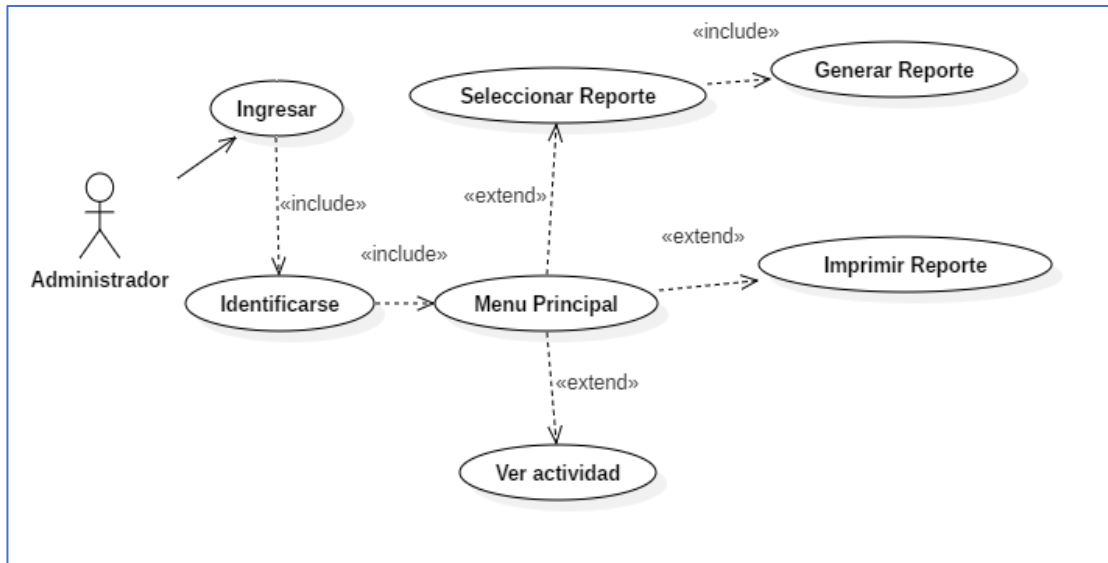 «include»
Generar Reporte
Seleccionar Reporte
Ingresar
«extend»
«include»
«extend»
Imprimir Reporte
«include»
Administrador
Identificarse
Menu Principal
«extend»
Ver actividad